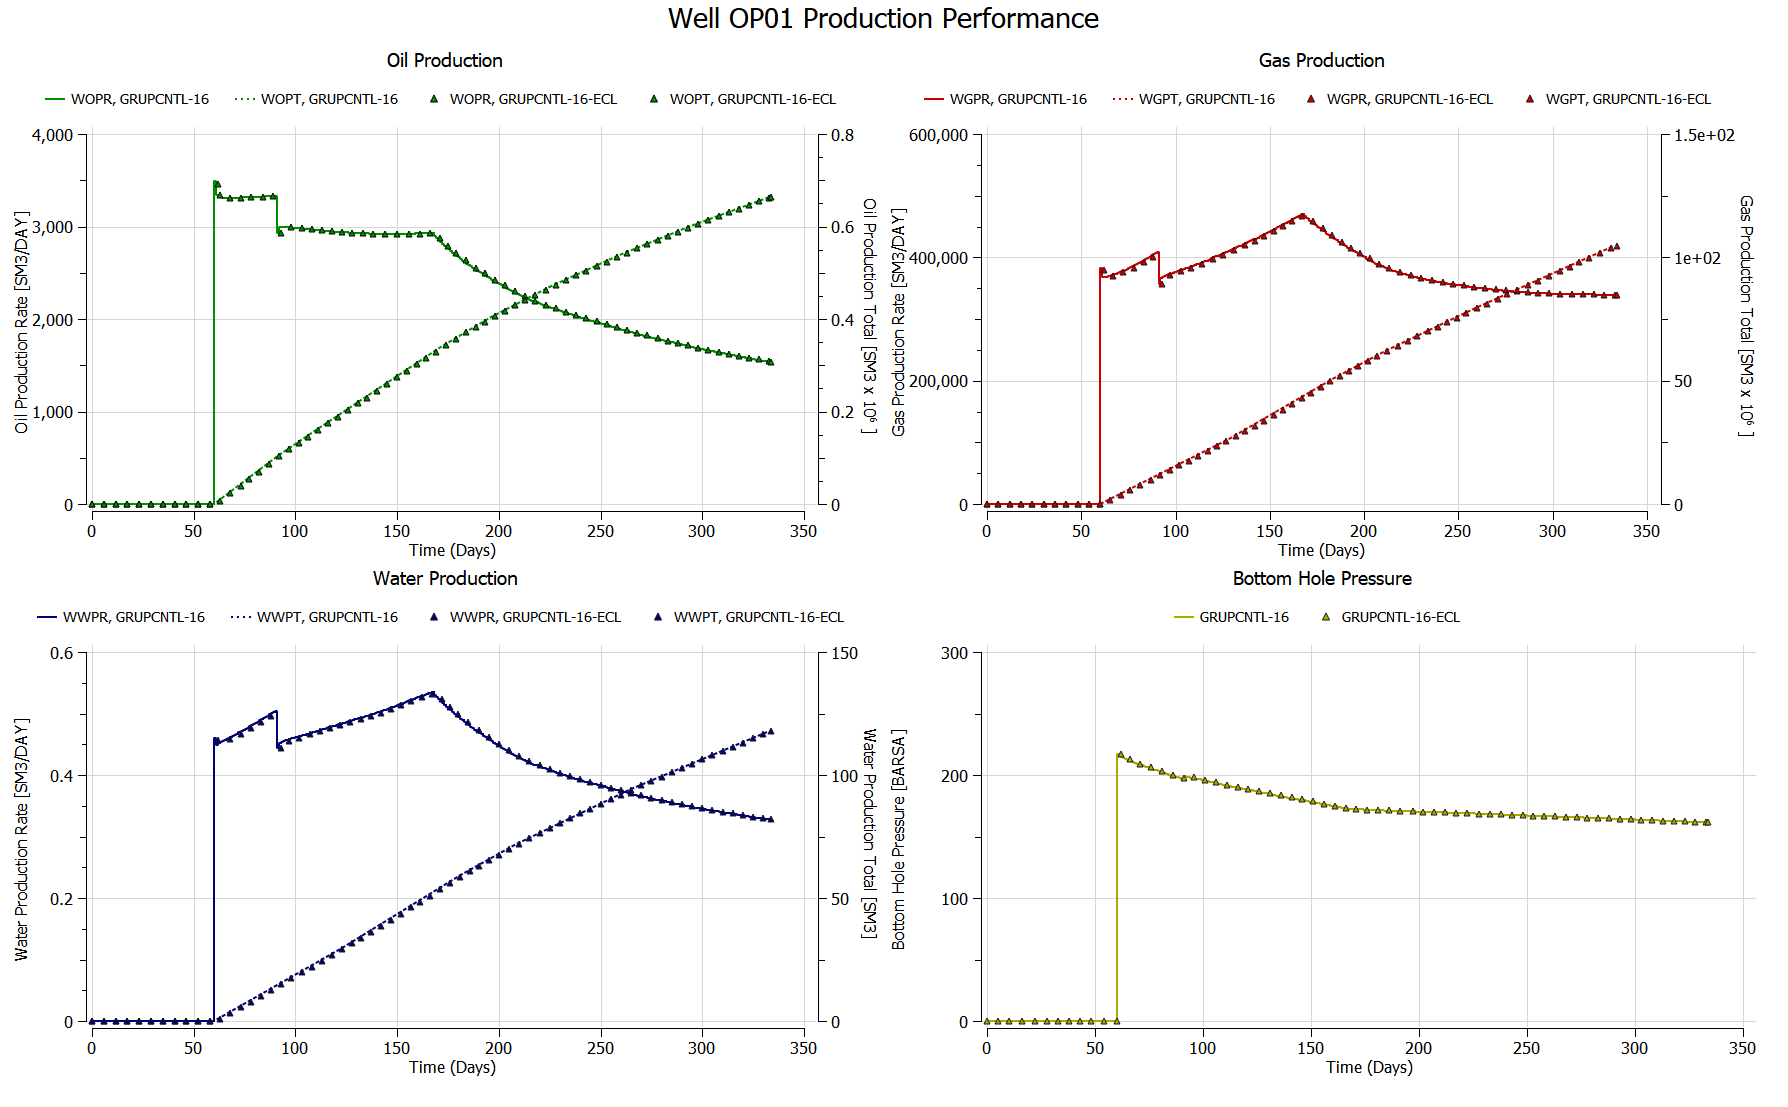 Well OP01 Production Performance
Oil Production
WOPR, GRUPCNTL-16 WOPT, GRUPCNTL-16 WOPR, GRUPCNTL-16-ECL WOPT, GRUPCNTL-16-ECL
4,000
3,000
2,000
1,000
0
Oil Production Rate [SM3/DAY]
0.8
0.6
0.4
0.2
0
Oil Production Total [SM3 x 10⁶ ]
0 50 100 150 200 250 300 350
Time (Days)
Gas Production
WGPR, GRUPCNTL-16 WGPT, GRUPCNTL-16 WGPR, GRUPCNTL-16-ECL WGPT, GRUPCNTL-16-ECL
600,000
400,000
200,000
0
Gas Production Rate [SM3/DAY]
1.5e+02
1e+02
50
0
Gas Production Total [SM3 x 10⁶ ]
0 50 100 150 200 250 300 350
Time (Days)
Water Production
WWPR, GRUPCNTL-16 WWPT, GRUPCNTL-16 WWPR, GRUPCNTL-16-ECL WWPT, GRUPCNTL-16-ECL
0.6
0.4
0.2
0
Water Production Rate [SM3/DAY]
150
100
50
0
Water Production Total [SM3]
0 50 100 150 200 250 300 350
Time (Days)
Bottom Hole Pressure
GRUPCNTL-16 GRUPCNTL-16-ECL
300
200
100
0
Bottom Hole Pressure [BARSA]
0 50 100 150 200 250 300 350
Time (Days)